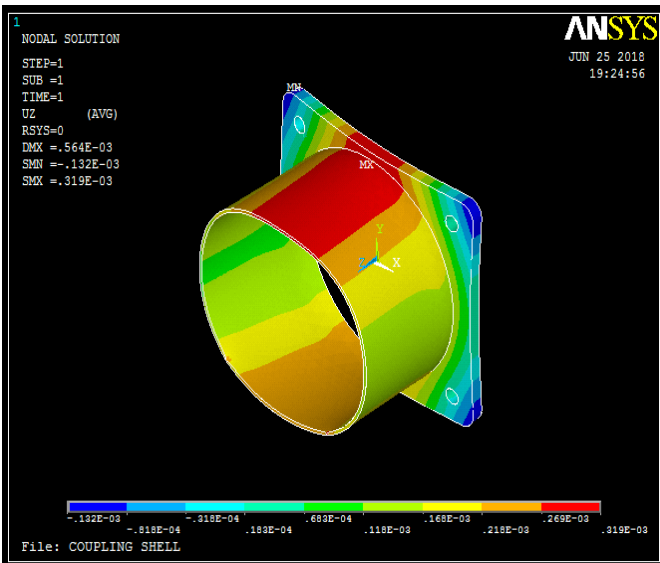 1
NODAL SOLUTION
STEP=1
SUB =1
TIME=1
UZ (AVG)
RSYS=0
DMX =.564E-03
SMN =-.132E-03
SMX =.319E-03
ANSYS
JUN 25 2018
19:24:56
MN
MX
Y
Z X
-.132E-03 -.318E-04 .683E-04 .168E-03 .269E-03
-.818E-04 .183E-04 .118E-03 .218E-03 .319E-03
File: COUPLING SHELL